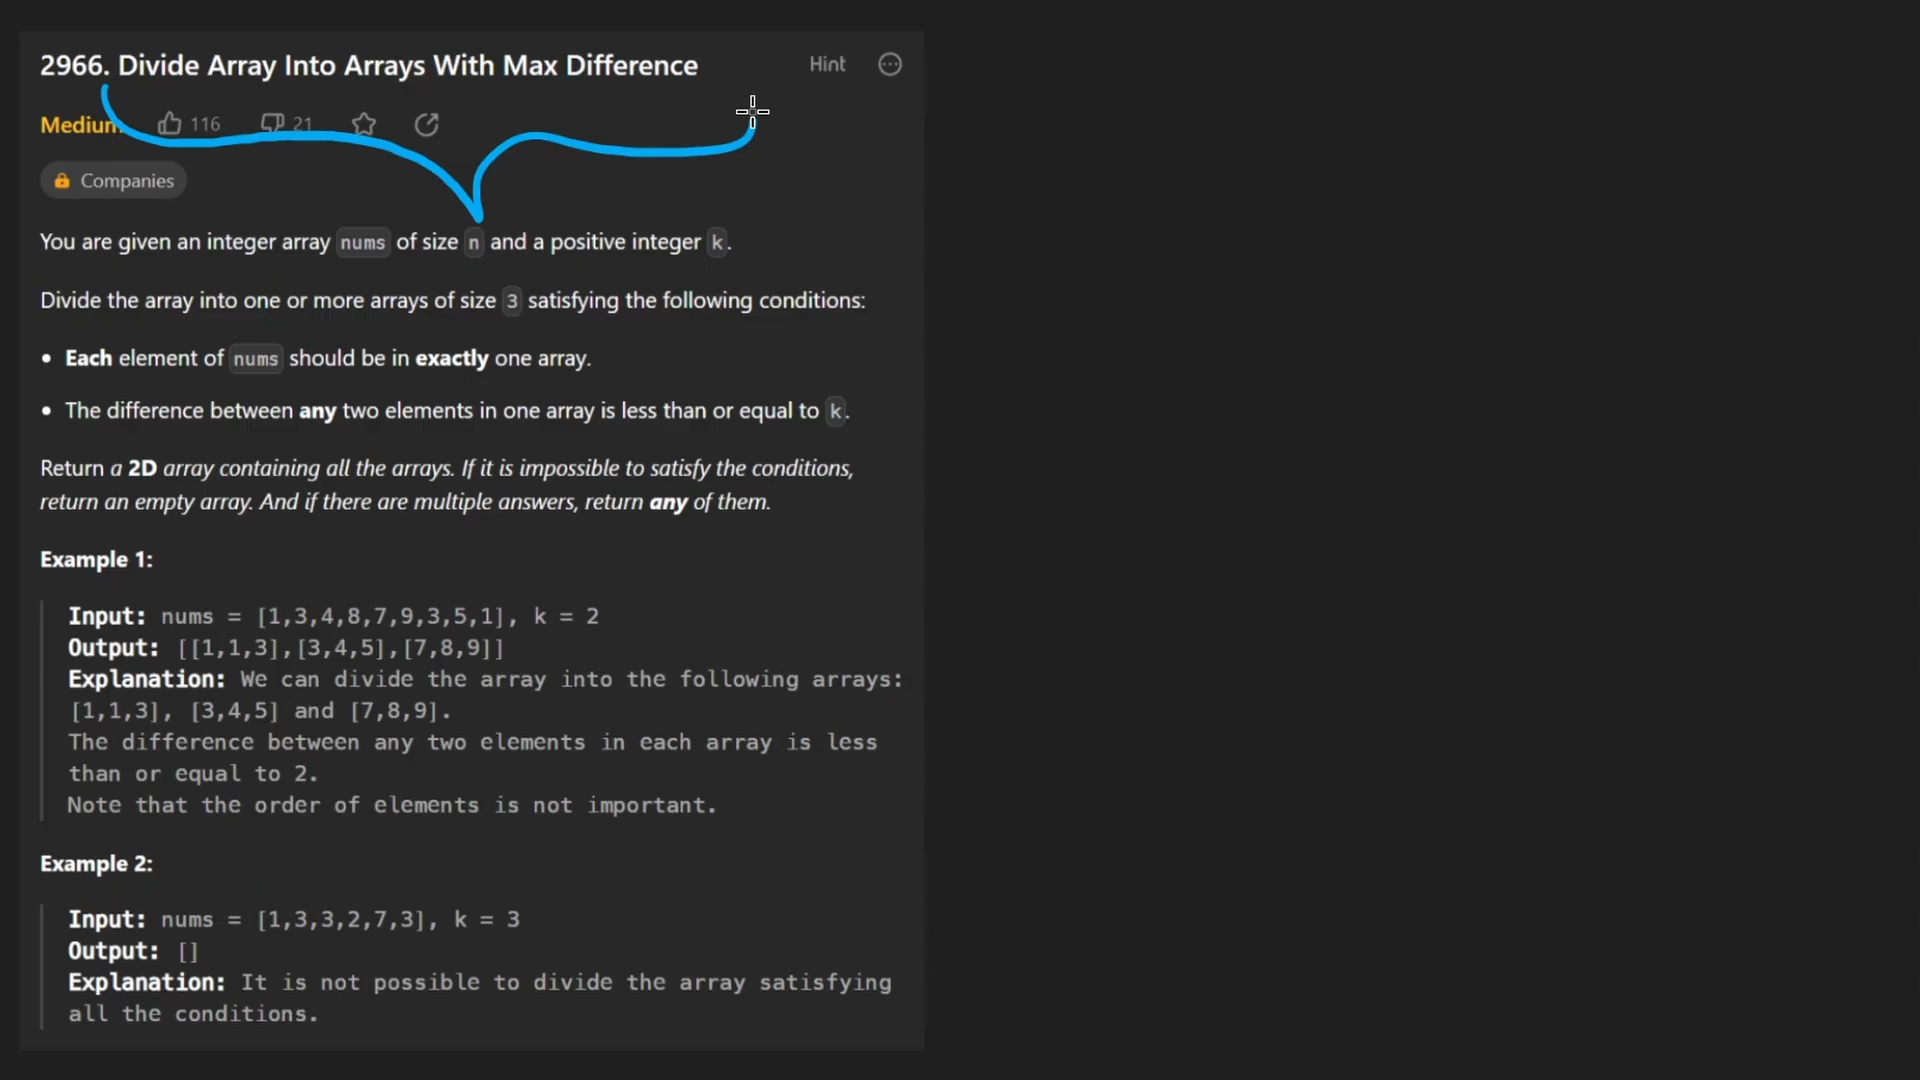 2966. Divide Array Into Arrays With Max Difference
Hint
Medium 116 21
Companies
You are given an integer array nums of size n and a positive integer k.
Divide the array into one or more arrays of size 3 satisfying the following conditions:
• Each element of nums should be in exactly one array.
• The difference between any two elements in one array is less than or equal to k.
Return a 2D array containing all the arrays. If it is impossible to satisfy the conditions,
return an empty array. And if there are multiple answers, return any of them.
Example 1:
Input: nums = [1,3,4,8,7,9,3,5,1], k = 2
Output: [[1,1,3],[3,4,5],[7,8,9]]
Explanation: We can divide the array into the following arrays:
[1,1,3], [3,4,5] and [7,8,9].
The difference between any two elements in each array is less
than or equal to 2.
Note that the order of elements is not important.
Example 2:
Input: nums = [1,3,3,2,7,3], k = 3
Output: []
Explanation: It is not possible to divide the array satisfying
all the conditions.